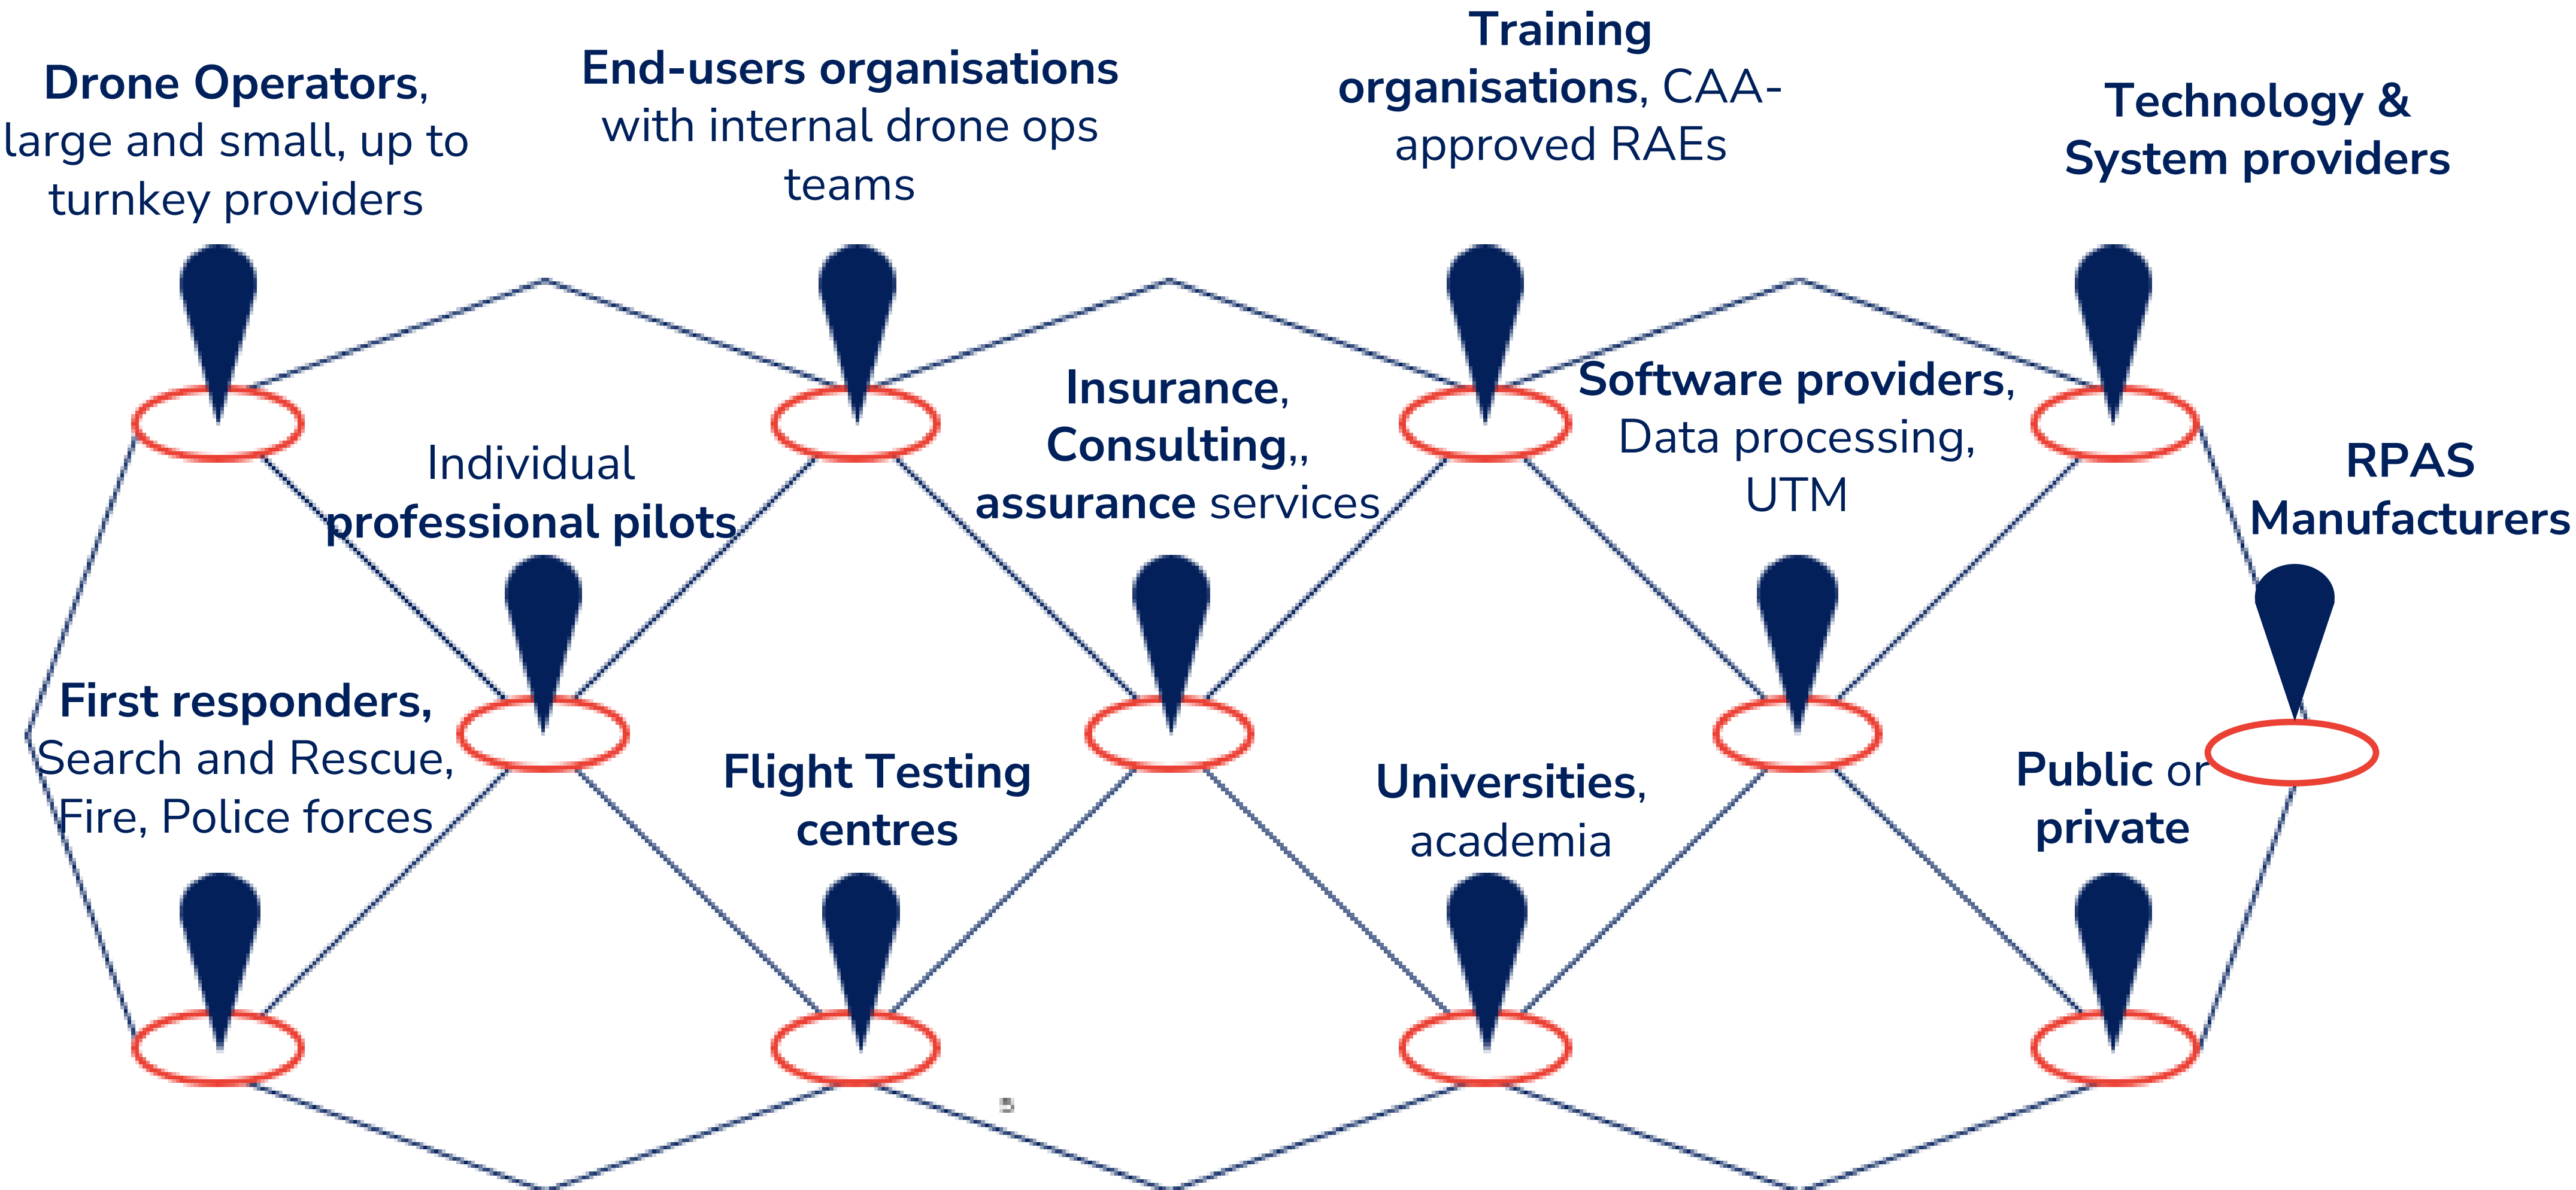 Drone Operators,
large and small, up to
turnkey providers
End-users organisations
with internal drone ops
teams
Training
organisations, CAA-
approved RAEs
Technology &
System providers
Individual
professional pilots
Insurance,
Consulting,,
assurance services
Software providers,
Data processing,
UTM
RPAS
Manufacturers
First responders,
Search and Rescue,
Fire, Police forces
Flight Testing
centres
Universities,
academia
Public or
private
5